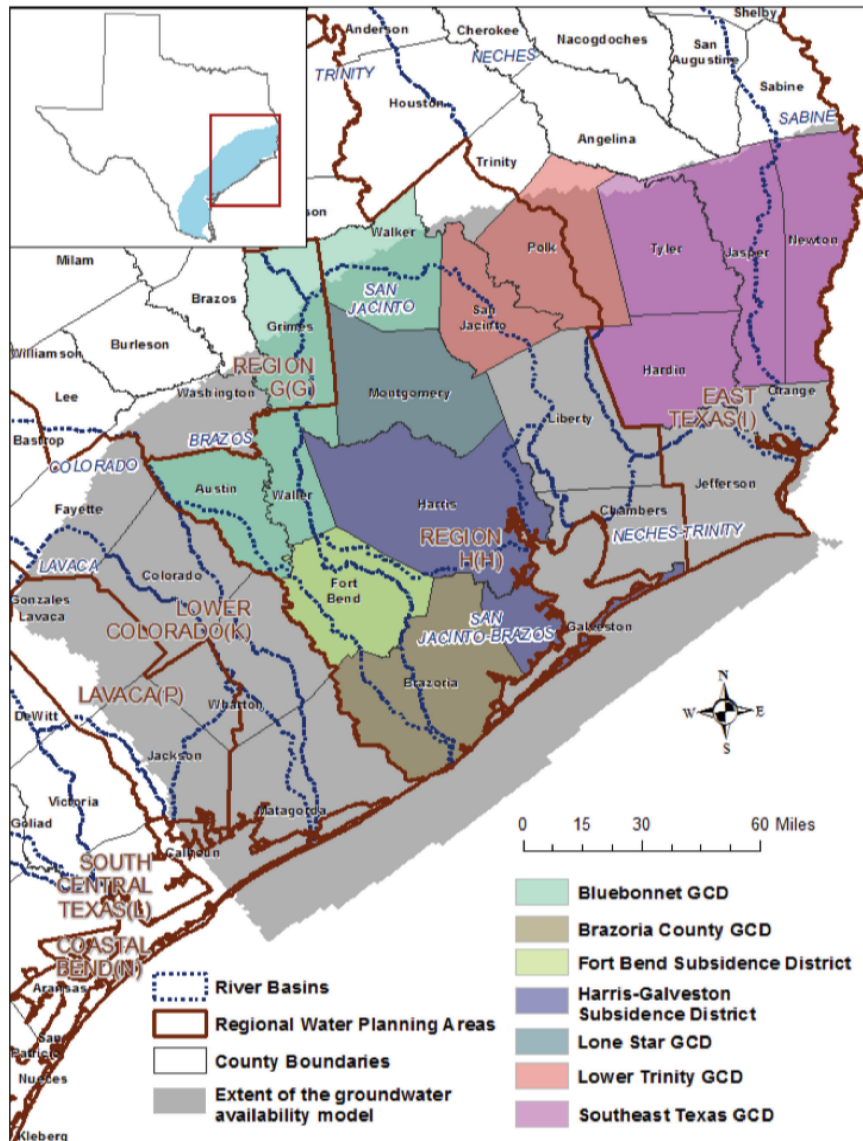 Shelby
Anderson
Cherokee
Nacogdoches
San
Augustine
TRINITY
NECHES
Sabine
Houston
SABINE
Angelina
Trinity
son
Walker
Milam
Polk
Tyler
Newton
Jasper
Brazos
SAN
JACINTO
San
Jacinto
Grimes
Williamson
Burleson
REGION
G(G)
Hardin
Lee
Washington
Montgomery
EAST
TEXAS(I)
Orange
Liberty
Bastrop
BRAZOS
COLORADO
Austin
Waller
Harris
Jefferson
Fayette
Chambers
NECHES-TRINITY
REGION
H(H)
LAVACA
Colorado
Fort
Bend
Gonzales
Lavaca
LOWER
COLORADO(K)
SAN
JACINTO-BRAZOS
Galveston
LAVACA(P)
Brazoria
Wharton
N
W
E
S
DeWitt
Jackson
Victoria
Matagorda
Goliad
0 15 30 60 Miles
Calhoun
SOUTH
CENTRAL
TEXAS(L)
Bluebonnet GCD
Brazoria County GCD
COASTAL
BEND(N)
Fort Bend Subsidence District
Aransas
River Basins
Harris-Galveston
Subsidence District
Regional Water Planning Areas
San
Patricio
Lone Star GCD
County Boundaries
Nueces
Lower Trinity GCD
Extent of the groundwater
availability model
Southeast Texas GCD
Kleberg